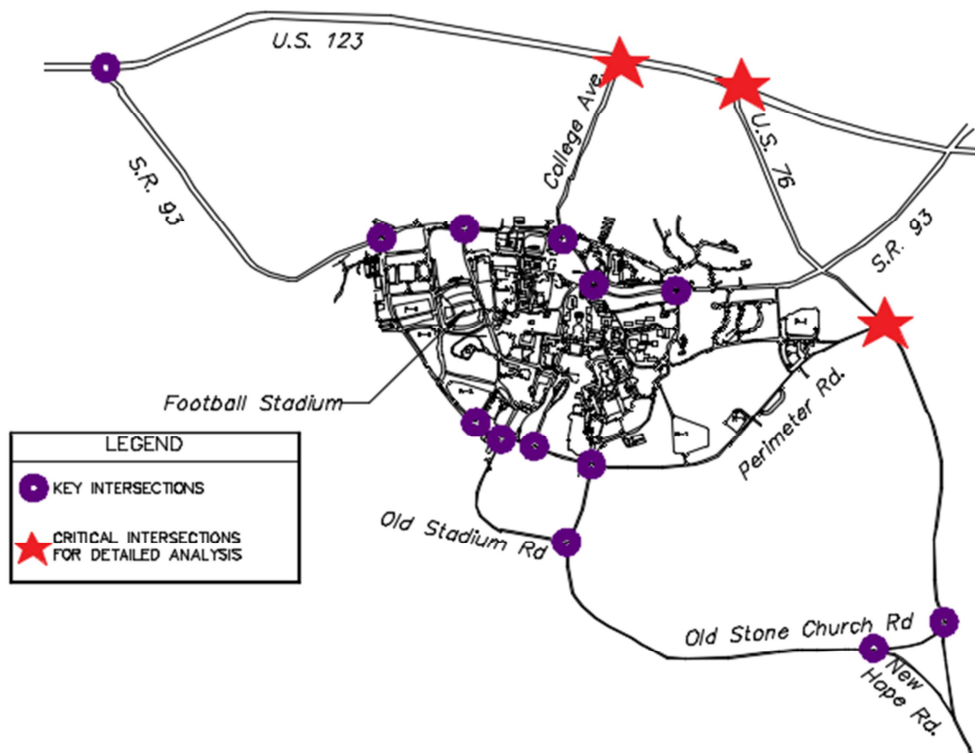 U.S. 123
College Ave.
U.S. 76
S.R. 93
S.R. 93
Football Stadium
Perimeter Rd.
LEGEND
KEY INTERSECTIONS
CRITICAL INTERSECTIONS
FOR DETAILED ANALYSIS
Old Stadium Rd
Old Stone Church Rd
New
Hope Rd.